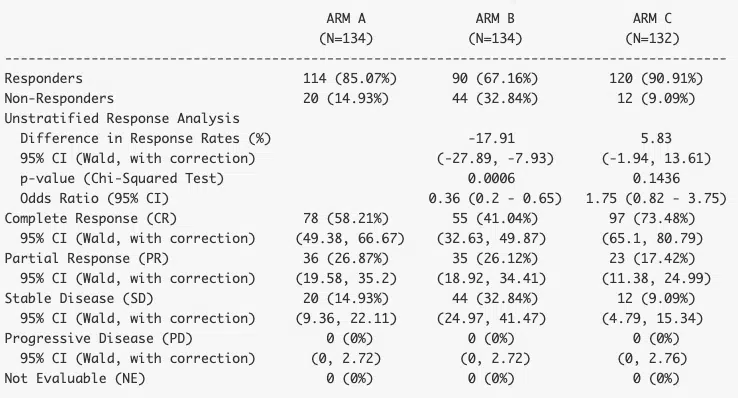 ARM A ARM B ARM C
(N=134) (N=134) (N=132)
Responders 114 (85.07%) 90 (67.16%) 120 (90.91%)
Non-Responders 20 (14.93%) 44 (32.84%) 12 (9.09%)
Unstratified Response Analysis
Difference in Response Rates (%) -17.91 5.83
95% CI (Wald, with correction) (-27.89, -7.93) (-1.94, 13.61)
p-value (Chi-Squared Test) 0.0006 0.1436
Odds Ratio (95% CI) 0.36 (0.2 - 0.65) 1.75 (0.82 - 3.75)
Complete Response (CR) 78 (58.21%) 55 (41.04%) 97 (73.48%)
95% CI (Wald, with correction) (49.38, 66.67) (32.63, 49.87) (65.1, 80.79)
Partial Response (PR) 36 (26.87%) 35 (26.12%) 23 (17.42%)
95% CI (Wald, with correction) (19.58, 35.2) (18.92, 34.41) (11.38, 24.99)
Stable Disease (SD) 20 (14.93%) 44 (32.84%) 12 (9.09%)
95% CI (Wald, with correction) (9.36, 22.11) (24.97, 41.47) (4.79, 15.34)
Progressive Disease (PD) 0 (0%) 0 (0%) 0 (0%)
95% CI (Wald, with correction) (0, 2.72) (0, 2.72) (0, 2.76)
Not Evaluable (NE) 0 (0%) 0 (0%) 0 (0%)